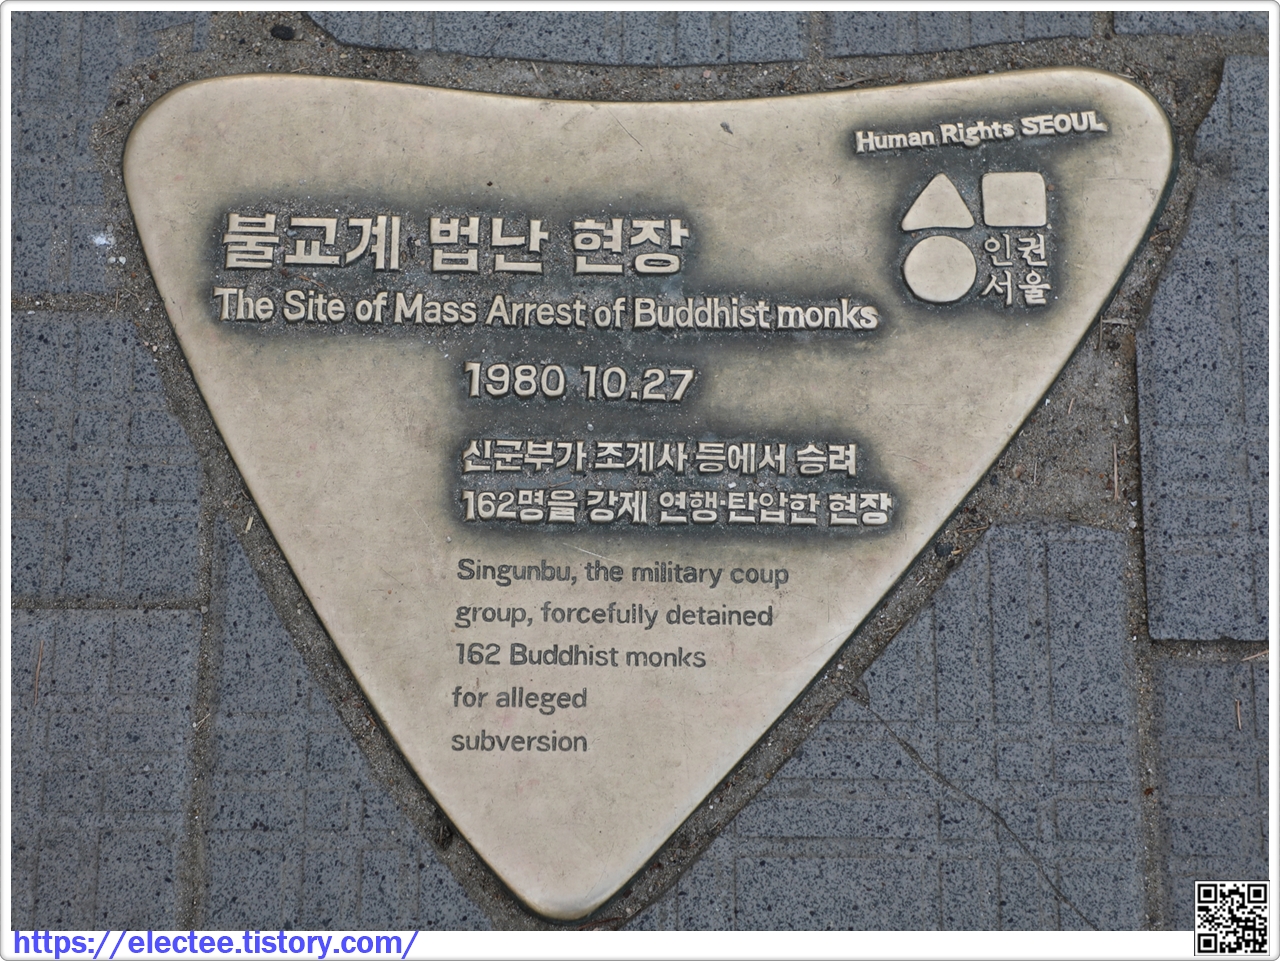 Human Rights SEOUL
인권
서울
불교계 법난 현장
The Site of Mass Arrest of Buddhist monks
1980 10.27
신군부가 조계사 등에서 승려
162명을 강제 연행·탄압한 현장
Singunbu, the military coup
group, forcefully detained
162 Buddhist monks
for alleged
subversion
https://electee.tistory.com/